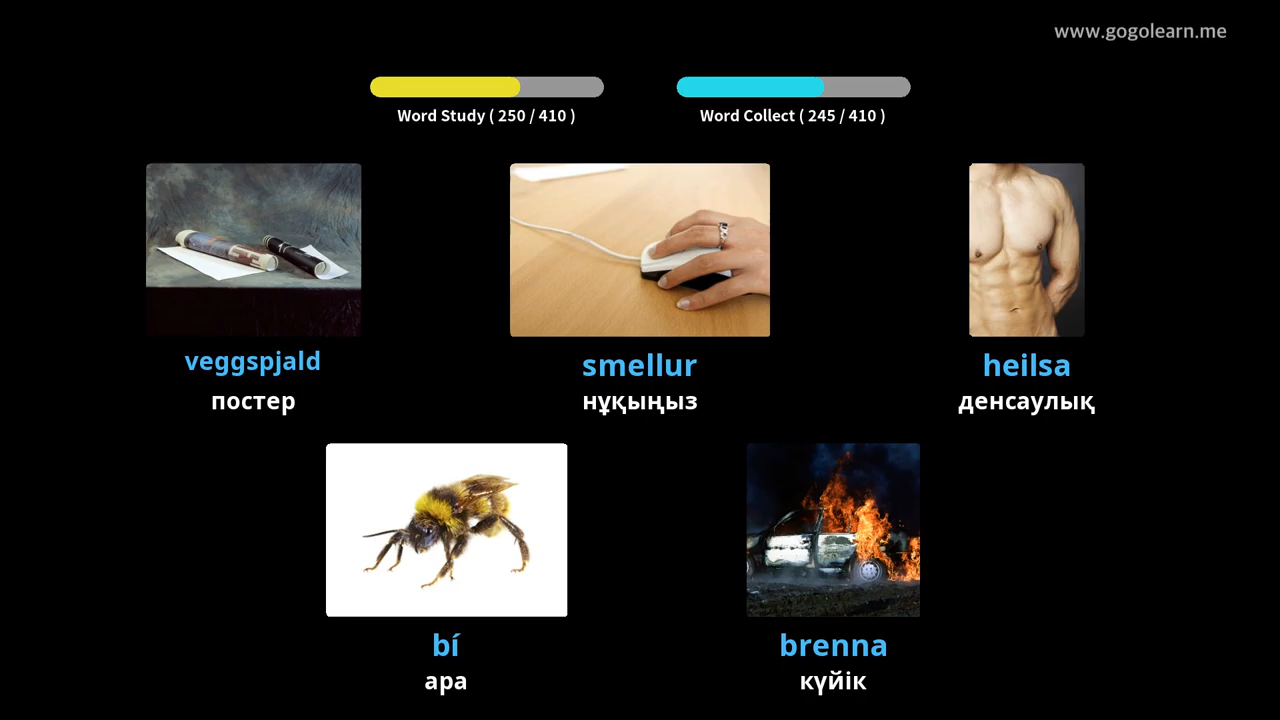 www.gogolearn.me
Word Study ( 250 / 410 )
Word Collect ( 245 / 410 )
veggspjald
постер
smellur
нұқыңыз
heilsa
денсаулық
bí
ара
brenna
күйік